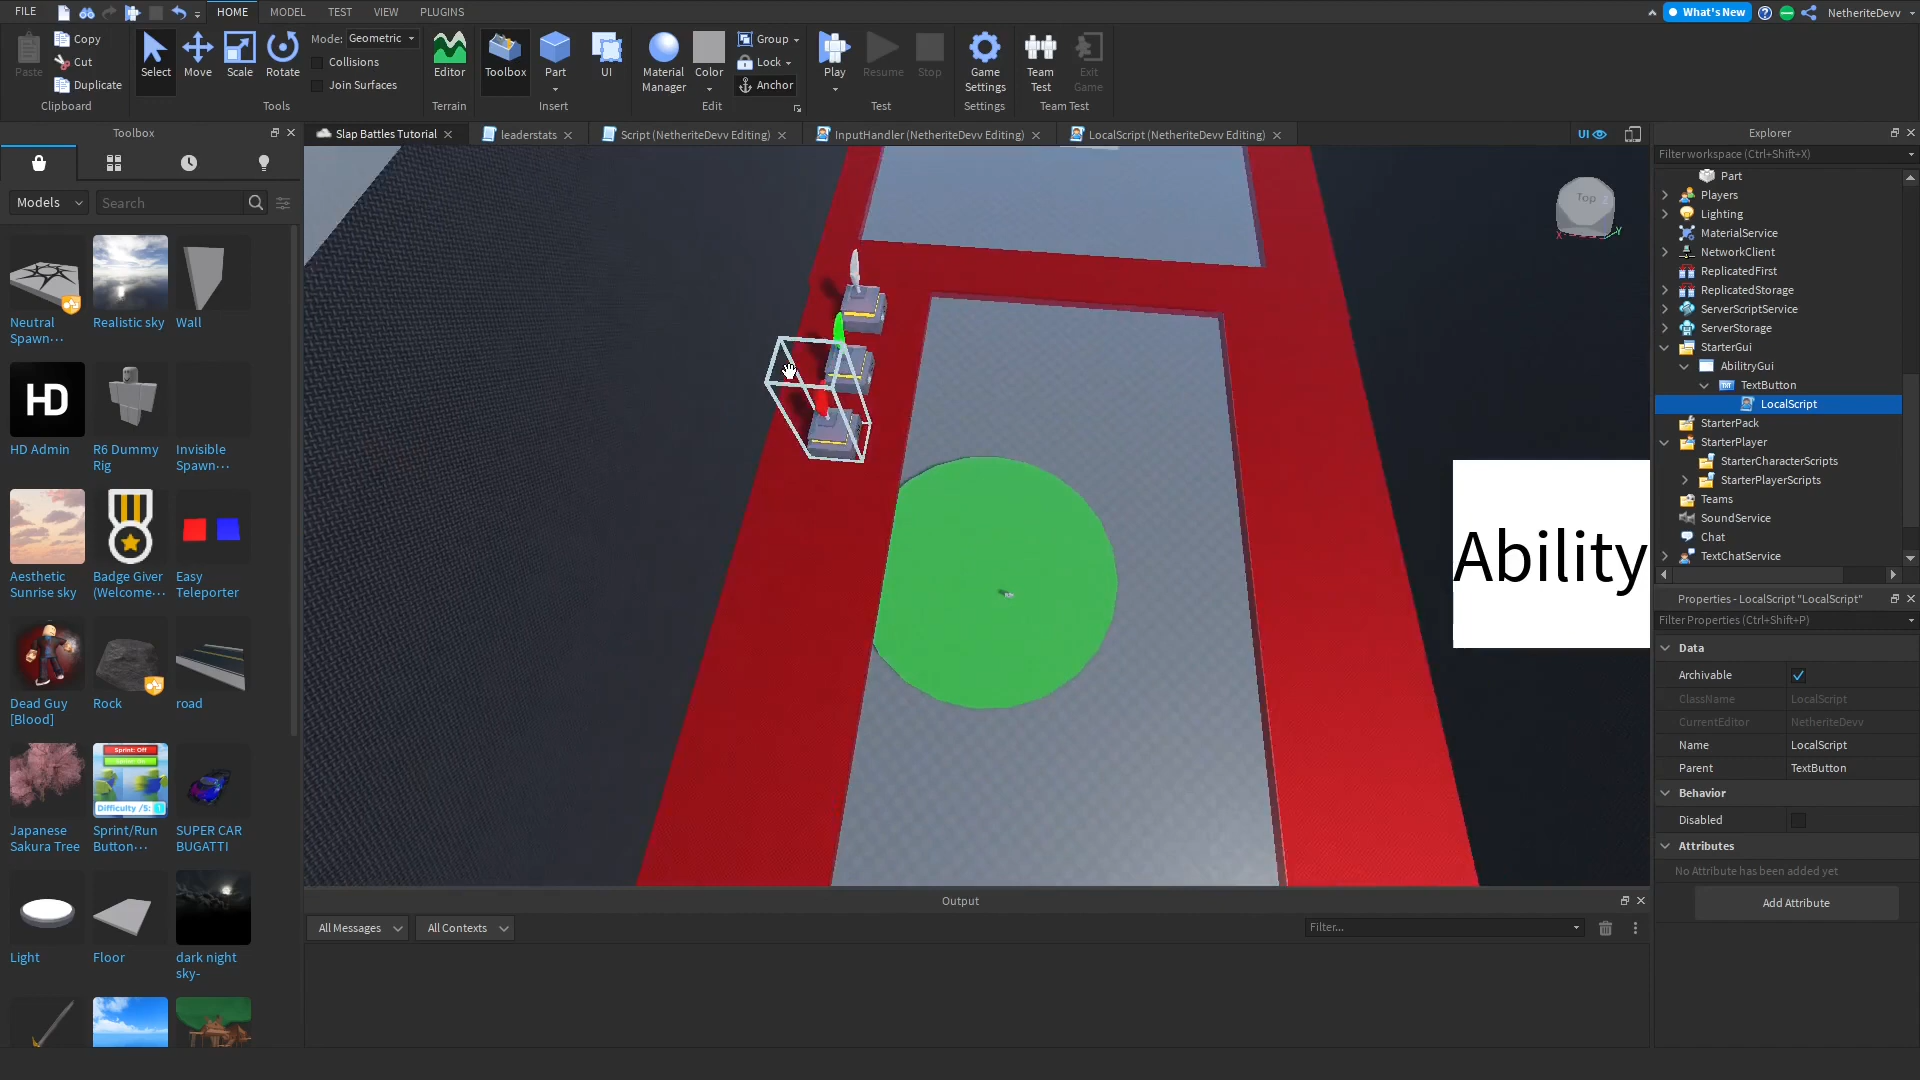 FILE
HOME
MODEL
TEST
VIEW
PLUGINS
What's New
NetheriteDevv
Paste
Copy
Cut
Duplicate
Clipboard
Select
Move
Scale
Rotate
Mode: Geometric
Collisions
Join Surfaces
Tools
Editor
Terrain
Toolbox
Part
UI
Insert
Material
Manager
Color
Group
Lock
Anchor
Edit
Play
Resume
Stop
Test
Game
Settings
Settings
Team
Test
Exit
Game
Team Test
Toolbox
Slap Battles Tutorial
leaderstats
Script (NetheriteDevv Editing)
InputHandler (NetheriteDevv Editing)
LocalScript (NetheriteDevv Editing)
UI
Models
Search
Neutral
Spawn...
Realistic sky
Wall
HD
HD Admin
R6 Dummy
Rig
Invisible
Spawn...
Aesthetic
Sunrise sky
Badge Giver
(Welcome...
Easy
Teleporter
Dead Guy
[Blood]
Rock
road
Sprint: Off
Difficulty /5: 1
Japanese
Sakura Tree
Sprint/Run
Button...
SUPER CAR
BUGATTI
Light
Floor
dark night
sky-
Top
X
Y
Ability
Output
All Messages
All Contexts
Filter...
Explorer
Filter workspace (Ctrl+Shift+X)
Part
Players
Lighting
MaterialService
NetworkClient
ReplicatedFirst
ReplicatedStorage
ServerScriptService
ServerStorage
StarterGui
AbilitryGui
TextButton
LocalScript
StarterPack
StarterPlayer
StarterCharacterScripts
StarterPlayerScripts
Teams
SoundService
Chat
TextChatService
Properties - LocalScript "LocalScript"
Filter Properties (Ctrl+Shift+P)
Data
Archivable
ClassName LocalScript
CurrentEditor NetheriteDevv
Name LocalScript
Parent TextButton
Behavior
Disabled
Attributes
No Attribute has been added yet
Add Attribute